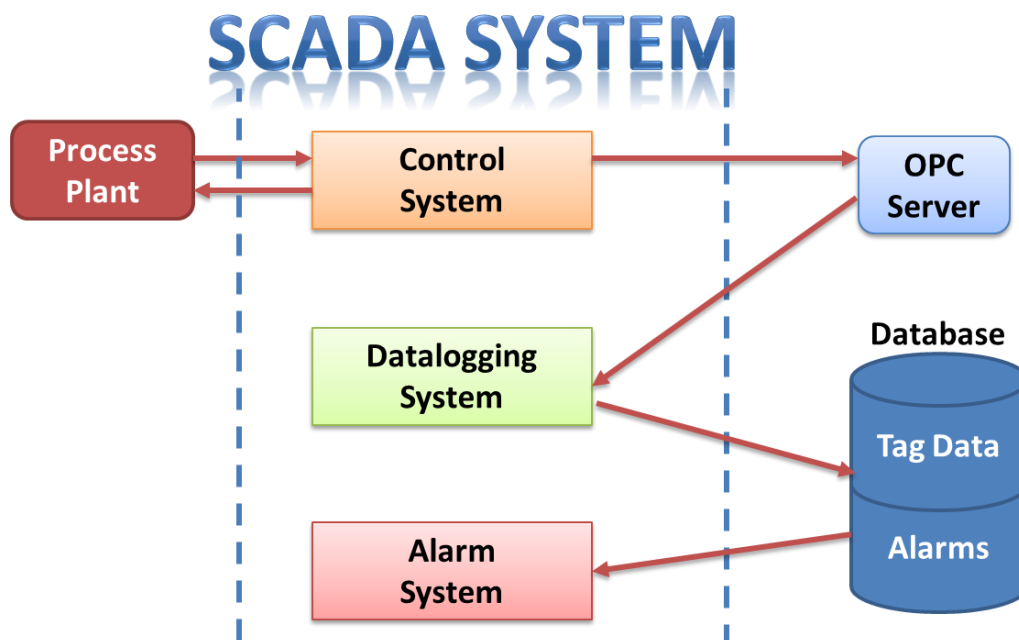 SCADA SYSTEM
Process
Plant
Control
System
OPC
Server
Datalogging
System
Database
Tag Data
Alarms
Alarm
System